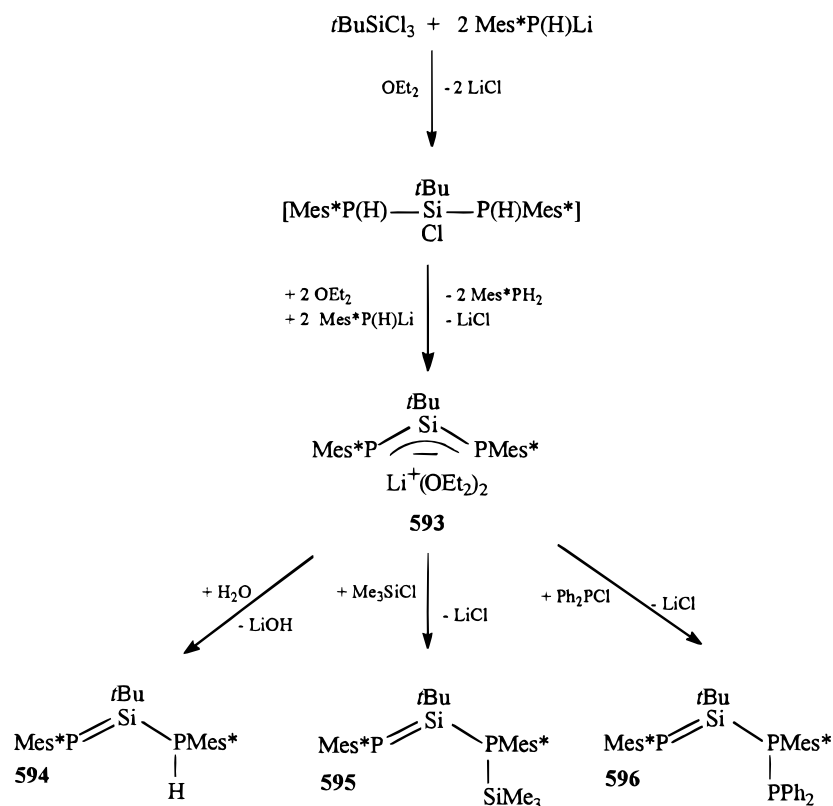 tBuSiCl3 + 2 Mes*P(H)Li
OEt2 - 2 LiCl
tBu
[Mes*P(H)—Si—P(H)Mes*]
Cl
+ 2 OEt2 - 2 Mes*PH2
+ 2 Mes*P(H)Li - LiCl
tBu
Si
Mes*P PMes*
Li+(OEt2)2
593
+ H2O + Me3SiCl + Ph2PCl - LiCl
- LiOH - LiCl
tBu tBu tBu
Si Si Si
Mes*P PMes* Mes*P PMes* Mes*P PMes*
594 595 596
H SiMe3 PPh2